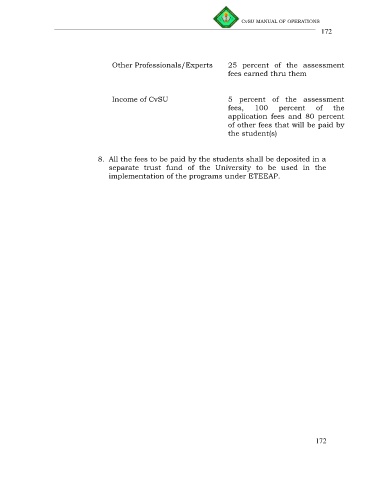 CvSU MANUAL OF OPERATIONS
172
Other Professionals/Experts 25 percent of the assessment
fees earned thru them
Income of CvSU 5 percent of the assessment
fees, 100 percent of the
application fees and 80 percent
of other fees that will be paid by
the student(s)
8. All the fees to be paid by the students shall be deposited in a
separate trust fund of the University to be used in the
implementation of the programs under ETEEAP.
172